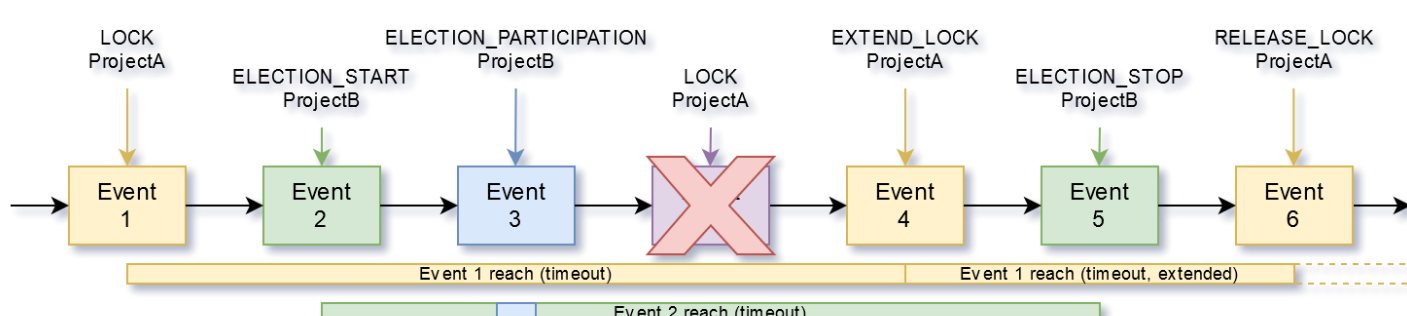 LOCK
ProjectA
ELECTION_START
ProjectB
ELECTION_PARTICIPATION
ProjectB
LOCK
ProjectA
EXTEND_LOCK
ProjectA
ELECTION_STOP
ProjectB
RELEASE_LOCK
ProjectA
Event
1
Event
2
Event
3
Event
4
Event
5
Event
6
Event 1 reach (timeout)
Event 1 reach (timeout, extended)
Event 2 reach (timeout)